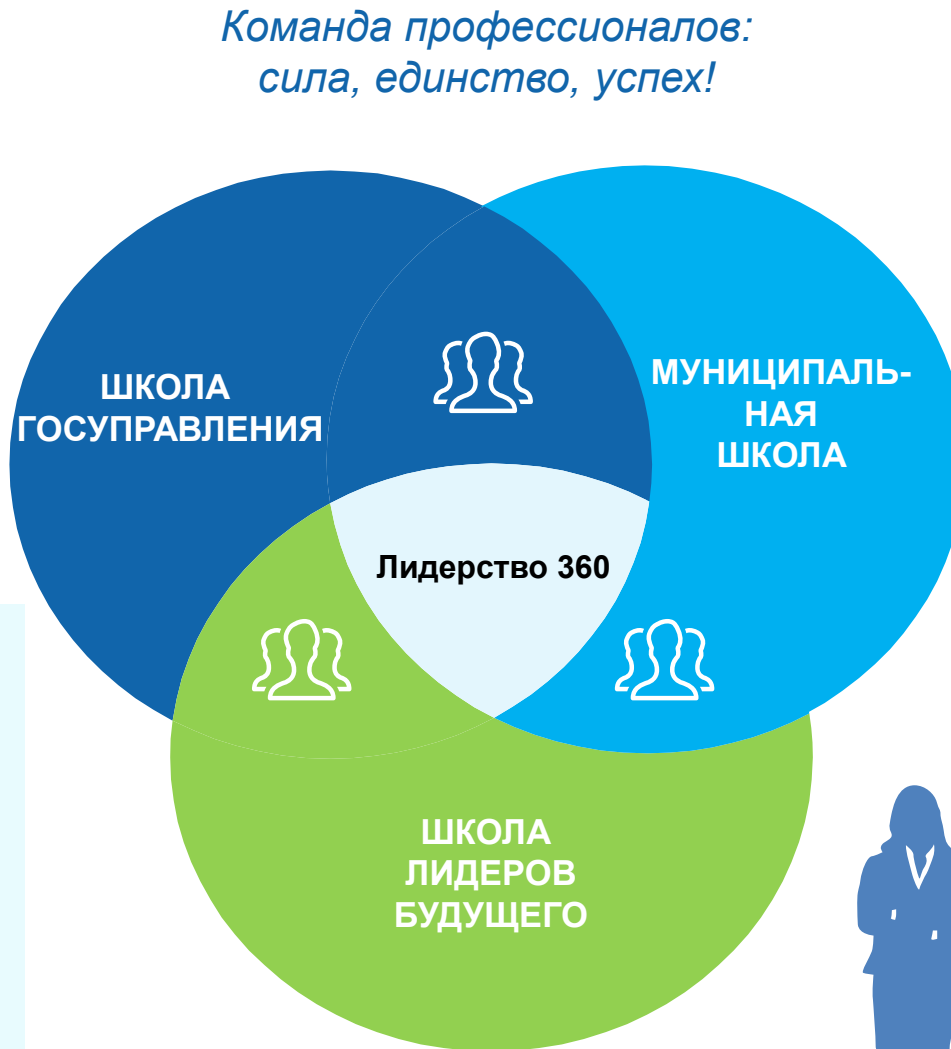 Команда профессионалов:
сила, единство, успех!
ШКОЛА
ГОСУПРАВЛЕНИЯ
МУНИЦИПАЛЬ-
НАЯ
ШКОЛА
Лидерство 360
ШКОЛА
ЛИДЕРОВ
БУДУЩЕГО